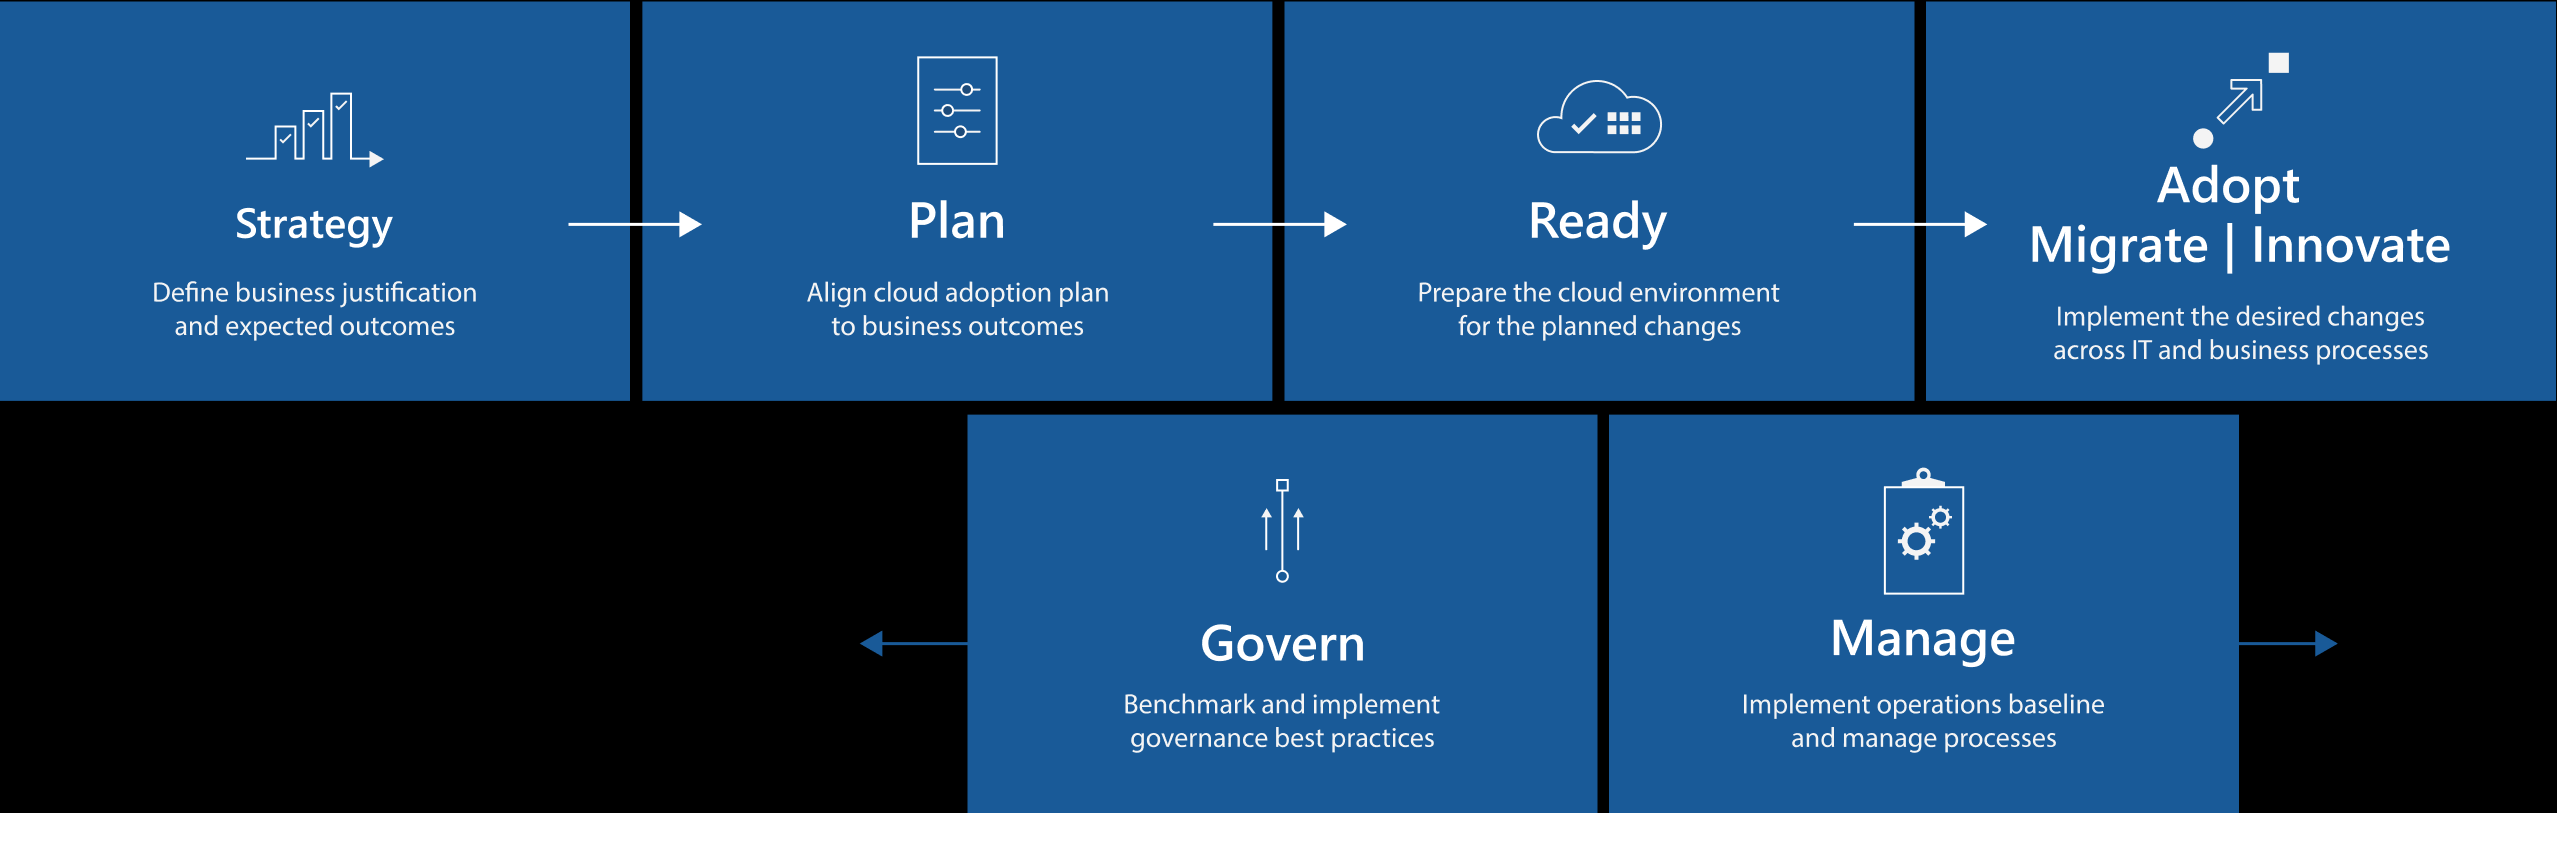 Strategy
Define business justification
and expected outcomes
Plan
Align cloud adoption plan
to business outcomes
Ready
Prepare the cloud environment
for the planned changes
Adopt
Migrate | Innovate
Implement the desired changes
across IT and business processes
Govern
Benchmark and implement
governance best practices
Manage
Implement operations baseline
and manage processes